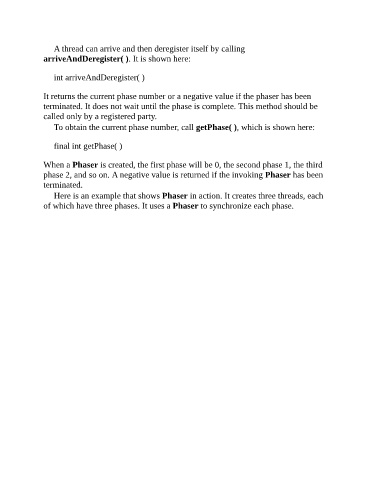 A thread can arrive and then deregister itself by calling
arriveAndDeregister( ). It is shown here:
int arriveAndDeregister( )
It returns the current phase number or a negative value if the phaser has been
terminated. It does not wait until the phase is complete. This method should be
called only by a registered party.
To obtain the current phase number, call getPhase( ), which is shown here:
final int getPhase( )
When a Phaser is created, the first phase will be 0, the second phase 1, the third
phase 2, and so on. A negative value is returned if the invoking Phaser has been
terminated.
Here is an example that shows Phaser in action. It creates three threads, each
of which have three phases. It uses a Phaser to synchronize each phase.